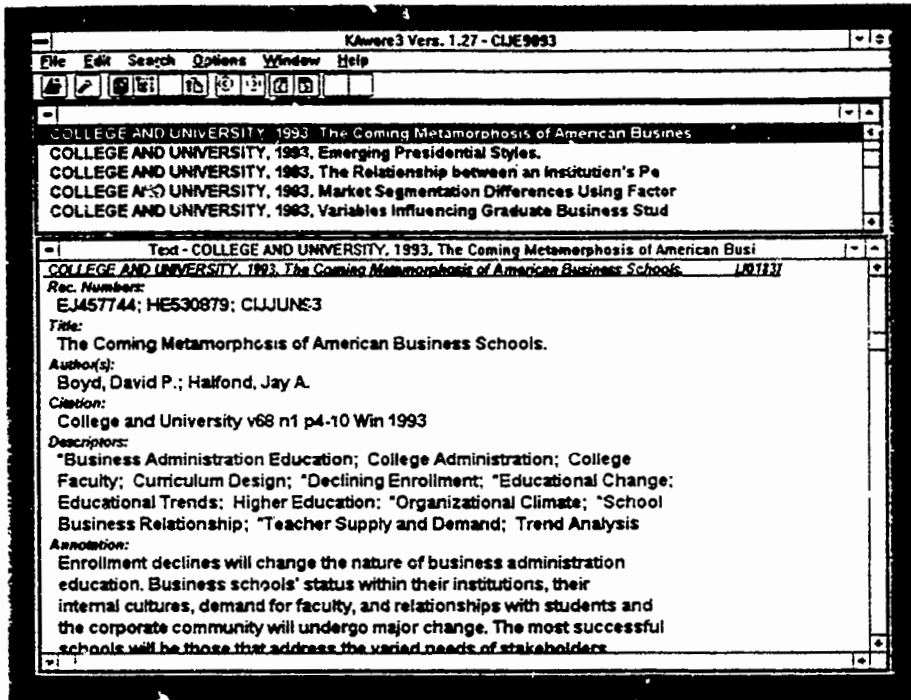 KAware3 Vers. 1.27 - CIJE9093
File Edit Search Options Window Help
COLLEGE AND UNIVERSITY, 1993, The Coming Metamorphosis of American Busines
COLLEGE AND UNIVERSITY, 1993, Emerging Presidential Styles.
COLLEGE AND UNIVERSITY, 1993, The Relationship between an Institution's Pe
COLLEGE AND UNIVERSITY, 1993, Market Segmentation Differences Using Factor
COLLEGE AND UNIVERSITY, 1993, Variables Influencing Graduate Business Stud
Text - COLLEGE AND UNIVERSITY, 1993, The Coming Metamorphosis of American Busi
COLLEGE AND UNIVERSITY, 1993, The Coming Metamorphosis of American Business Schools.
Rec. Numbers:
EJ457744; HE530879; CIJJUN93
Title:
The Coming Metamorphosis of American Business Schools.
Author(s):
Boyd, David P.; Halfond, Jay A.
Citation:
College and University v68 n1 p4-10 Win 1993
Descriptors:
*Business Administration Education; College Administration; College
Faculty; Curriculum Design; *Declining Enrollment; *Educational Change;
Educational Trends; Higher Education; *Organizational Climate; *School
Business Relationship; *Teacher Supply and Demand; Trend Analysis
Annotation:
Enrollment declines will change the nature of business administration
education. Business schools' status within their institutions, their
internal cultures, demand for faculty, and relationships with students and
the corporate community will undergo major change. The most successful
schools will be those that address the varied needs of stakeholders